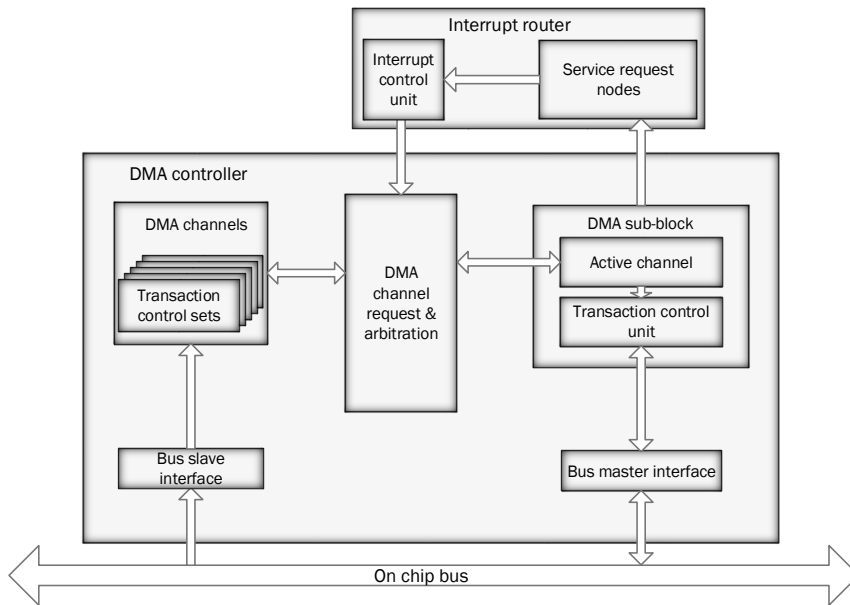 Interrupt router
Interrupt
control
unit
Service request
nodes
DMA controller
DMA channels
Transaction
control sets
DMA
channel
request &
arbitration
DMA sub-block
Active channel
Transaction control
unit
Bus slave
interface
Bus master interface
On chip bus